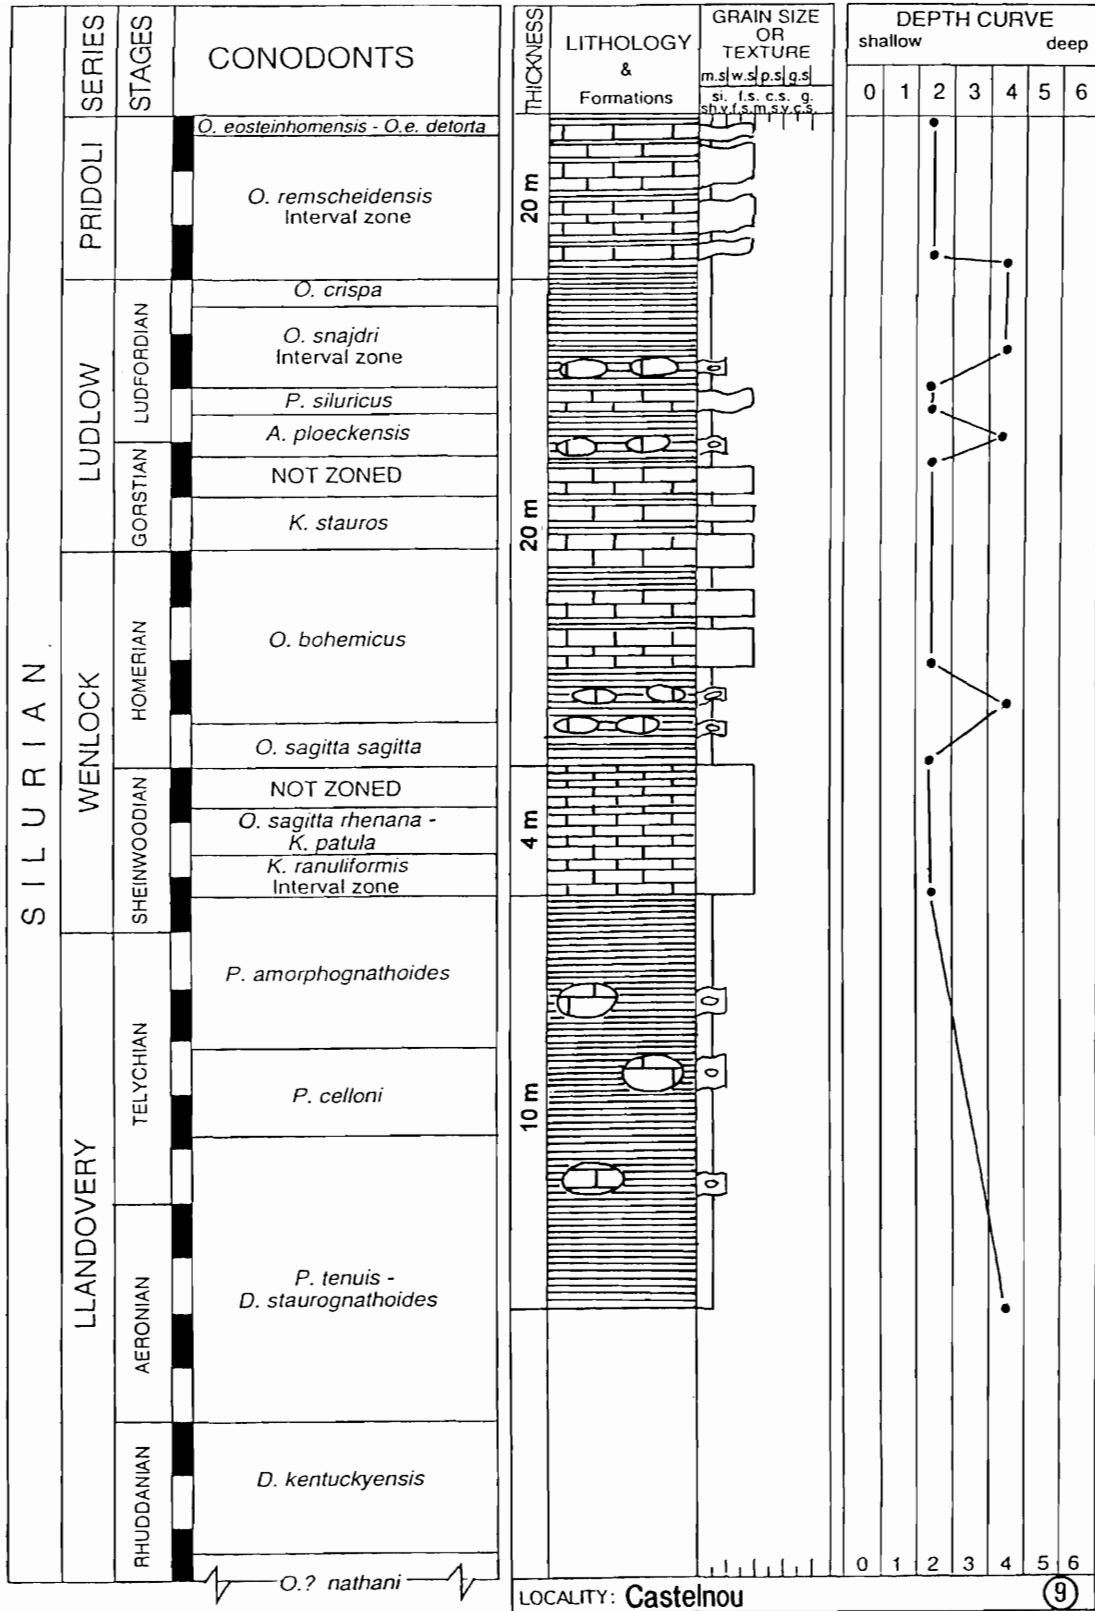 SERIES
STAGES
CONODONTS
THICKNESS
LITHOLOGY
&
Formations
GRAIN SIZE
OR
TEXTURE
m.s w.s p.s g.s
si. f.s. c.s. g.
sh.v.f.s.m.s.v.c.s.
DEPTH CURVE
shallow deep
0 1 2 3 4 5 6
SILURIAN
PRIDOLI
O. eosteinhornensis - O.e. detorta
O. remscheidensis
Interval zone
20 m
LUDLOW
LUDFORDIAN
O. crispa
O. snajdri
Interval zone
P. siluricus
A. ploeckensis
GORSTIAN
NOT ZONED
K. stauros
20 m
WENLOCK
HOMERIAN
O. bohemicus
O. sagitta sagitta
SHEINWOODIAN
NOT ZONED
O. sagitta rhenana -
K. patula
K. ranuliformis
Interval zone
4 m
LLANDOVERY
TELYCHIAN
P. amorphognathoides
P. celloni
10 m
AERONIAN
P. tenuis -
D. staurognathoides
RHUDDANIAN
D. kentuckyensis
O.? nathani
0 1 2 3 4 5 6
LOCALITY: Castelnou
9